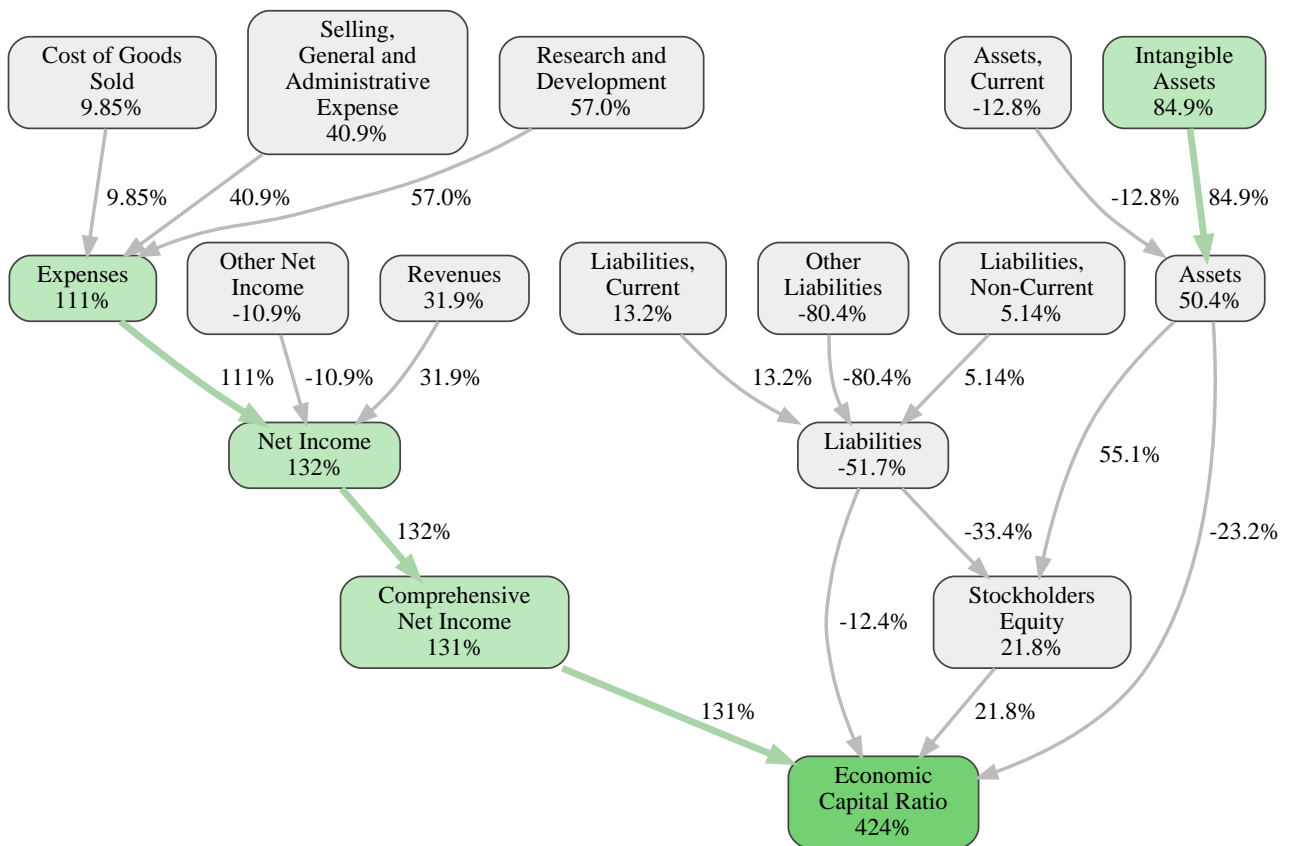 Cost of Goods
Sold
9.85%
Selling,
General and
Administrative
Expense
40.9%
Research and
Development
57.0%
Assets,
Current
-12.8%
Intangible
Assets
84.9%
9.85%
40.9%
57.0%
-12.8%
84.9%
Expenses
111%
Other Net
Income
-10.9%
Revenues
31.9%
Liabilities,
Current
13.2%
Other
Liabilities
-80.4%
Liabilities,
Non-Current
5.14%
Assets
50.4%
111%
-10.9%
31.9%
13.2%
-80.4%
5.14%
Net Income
132%
Liabilities
-51.7%
55.1%
132%
-33.4%
-23.2%
Comprehensive
Net Income
131%
-12.4%
Stockholders
Equity
21.8%
131%
21.8%
Economic
Capital Ratio
424%